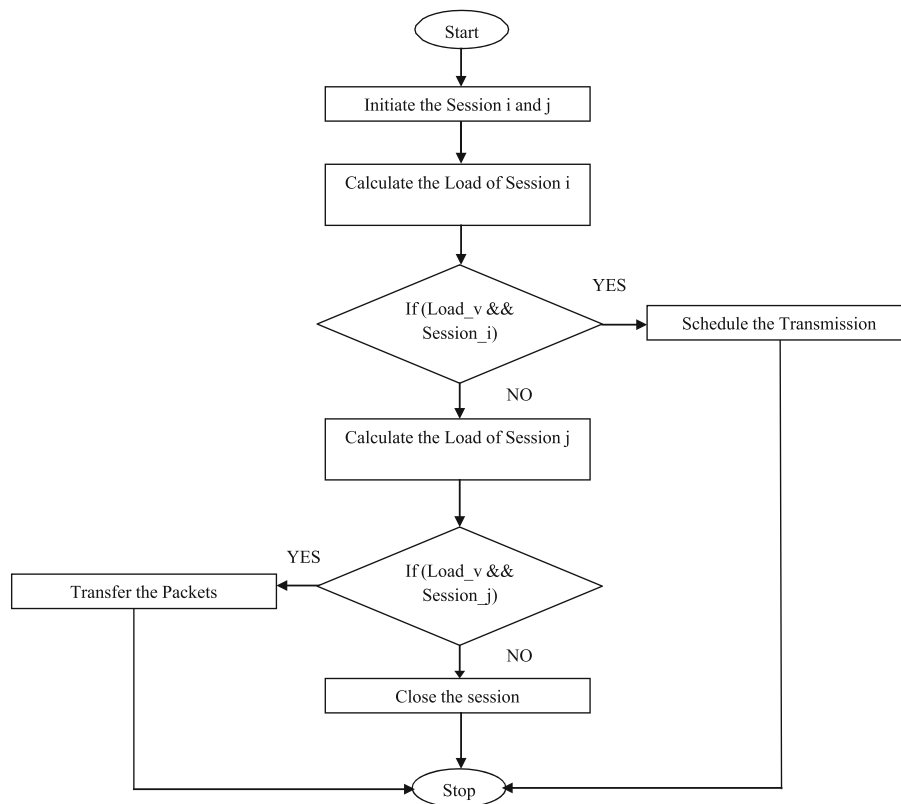 Start
Initiate the Session i and j
Calculate the Load of Session i
If (Load_v &&
Session_i)
YES
Schedule the Transmission
NO
Calculate the Load of Session j
If (Load_v &&
Session_j)
YES
Transfer the Packets
NO
Close the session
Stop